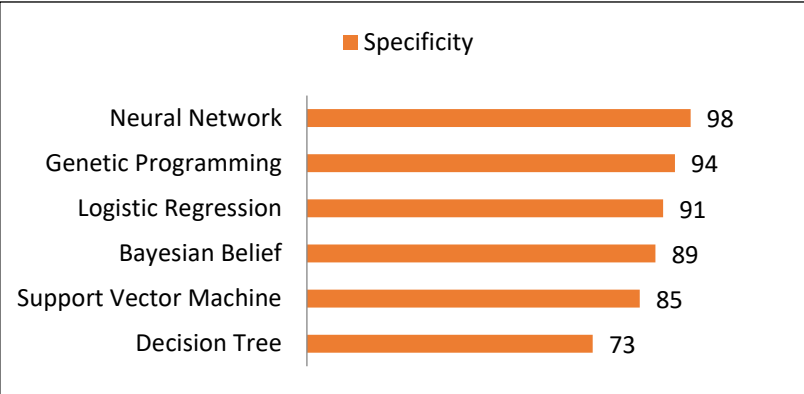 Specificity
Neural Network 98
Genetic Programming 94
Logistic Regression 91
Bayesian Belief 89
Support Vector Machine 85
Decision Tree 73